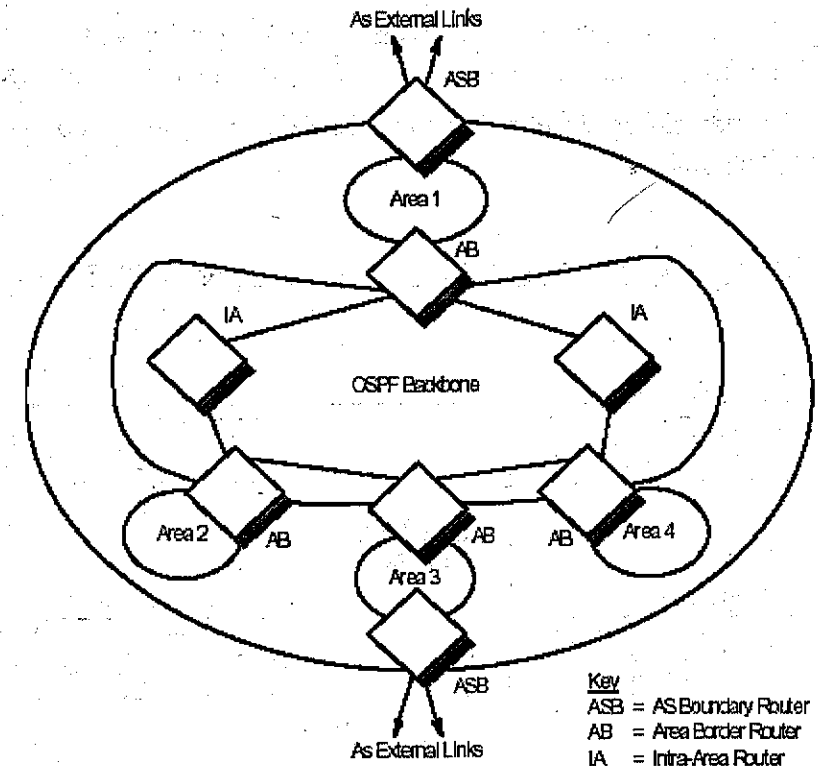 As External Links
ASB
Area 1
AB
IA
IA
OSPF Backbone
Area 2
AB
AB
AB
Area 4
Area 3
ASB
As External Links
Key
ASB = AS Boundary Router
AB = Area Border Router
IA = Intra-Area Router